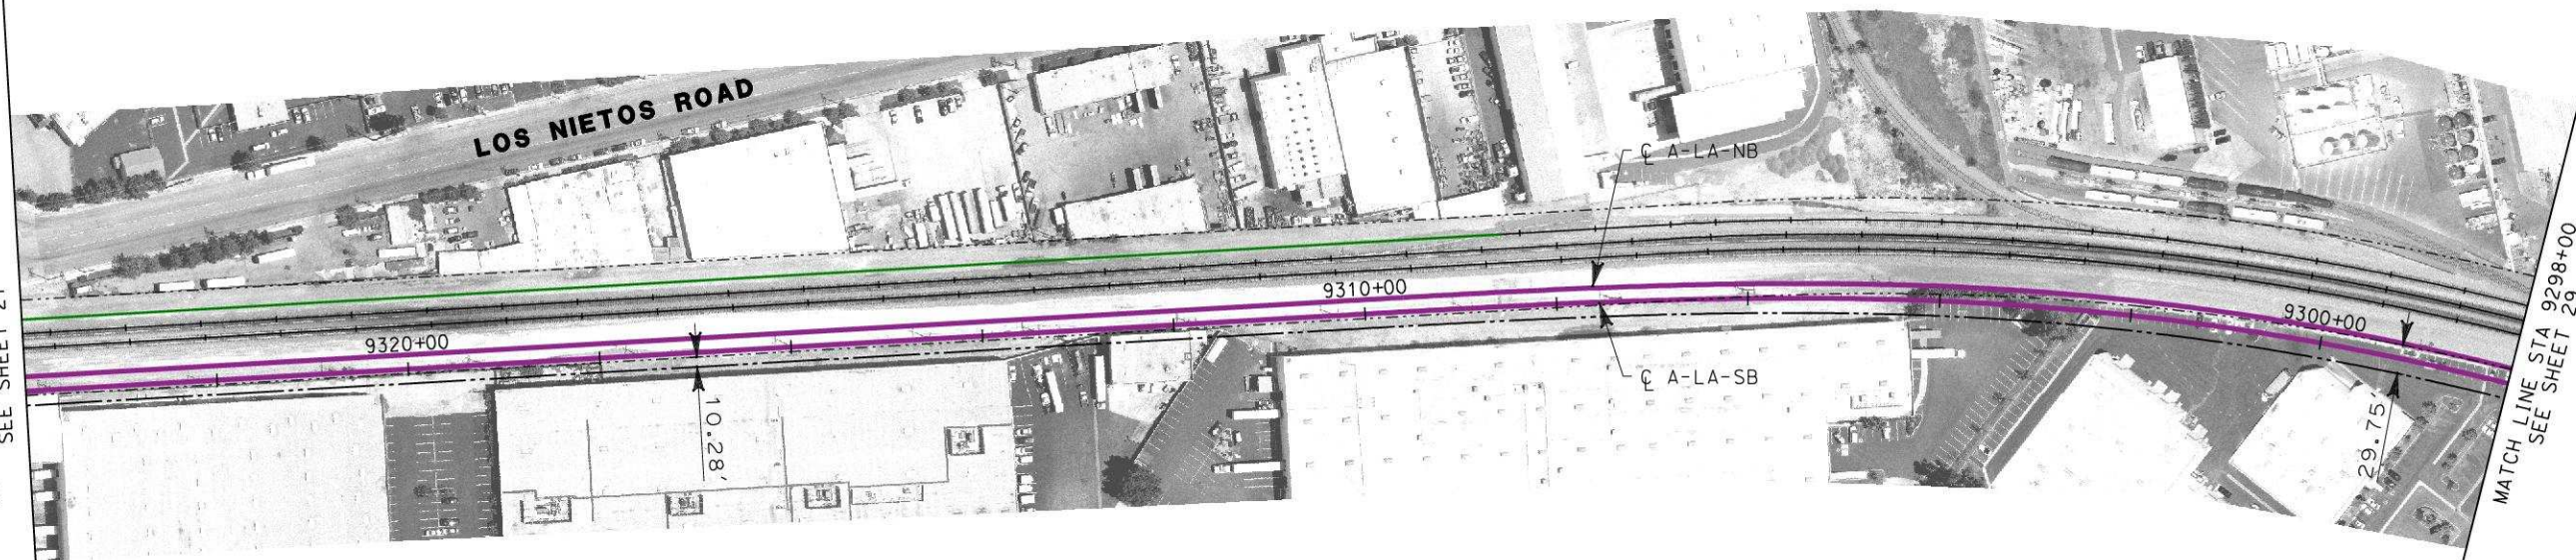 LOS NIETOS ROAD
℄ A-LA-NB
9310+00
9300+00
9320+00
℄ A-LA-SB
10.28'
29.75
MATCH LINE STA 9298+00
SEE SHEET 29
SEE SHEET